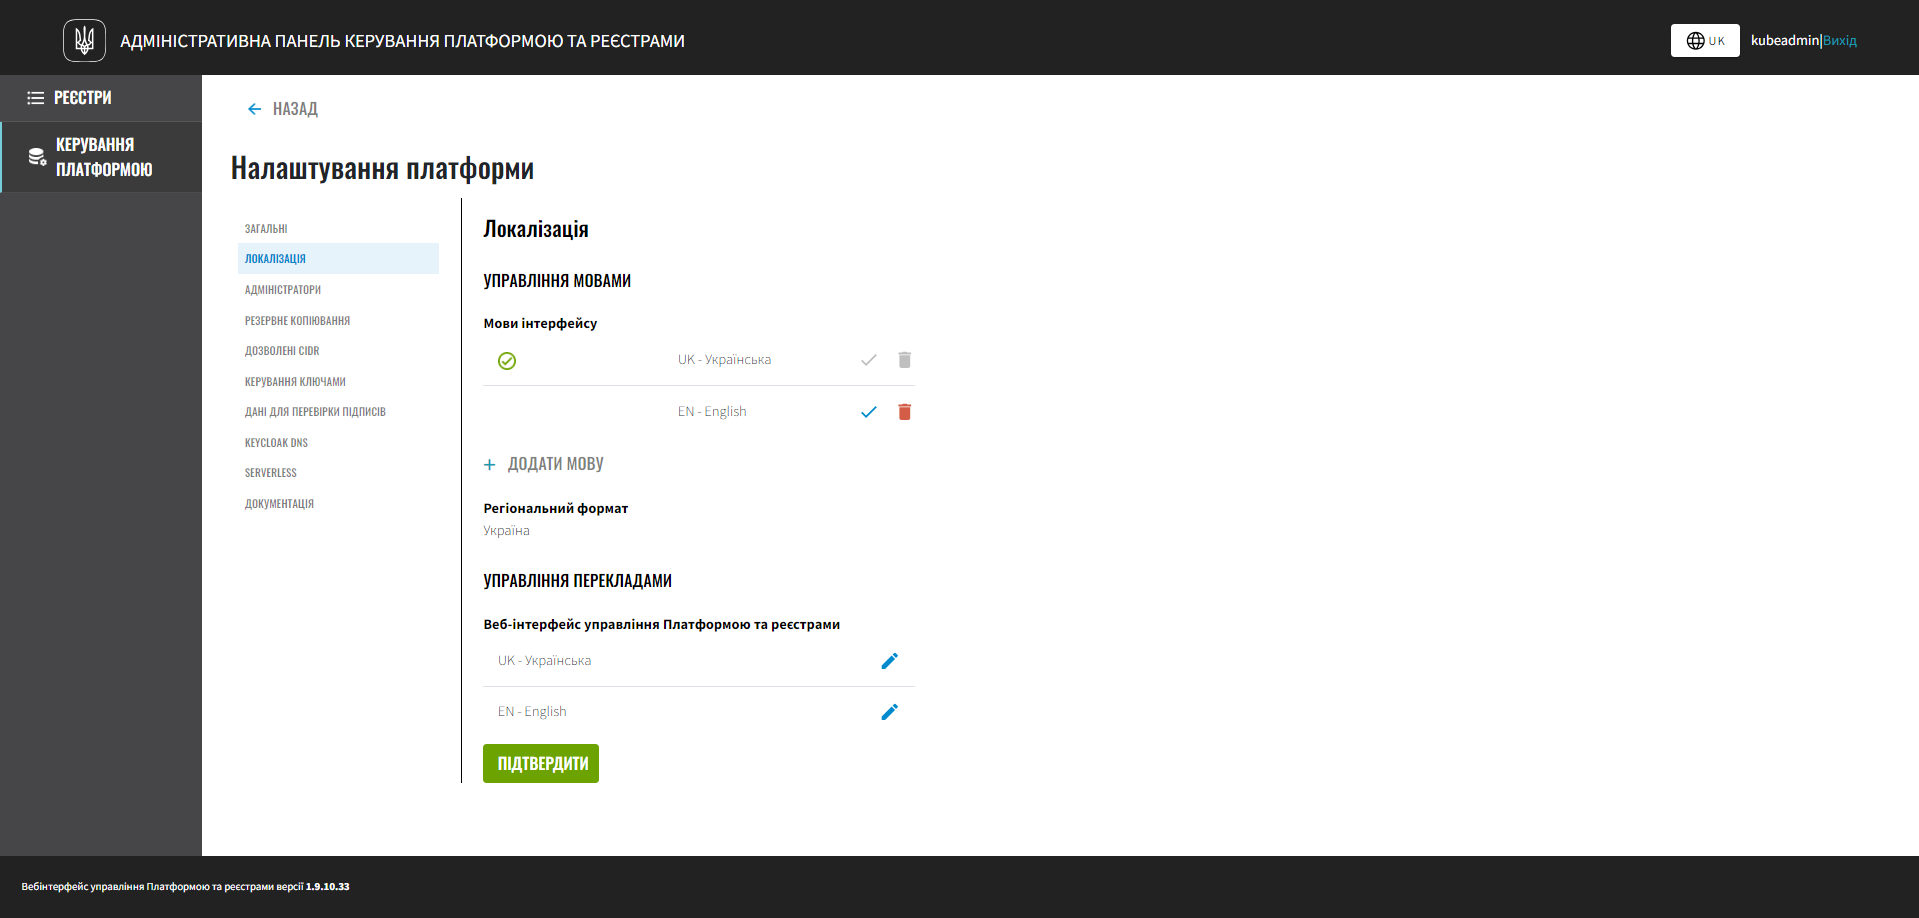 АДМІНІСТРАТИВНА ПАНЕЛЬ КЕРУВАННЯ ПЛАТФОРМОЮ ТА РЕЄСТРАМИ
UK
kubeadmin|Вихід
РЕЄСТРИ
КЕРУВАННЯ
ПЛАТФОРМОЮ
НАЗАД
Налаштування платформи
ЗАГАЛЬНІ
ЛОКАЛІЗАЦІЯ
АДМІНІСТРАТОРИ
РЕЗЕРВНЕ КОПІЮВАННЯ
ДОЗВОЛЕНІ CIDR
КЕРУВАННЯ КЛЮЧАМИ
ДАНІ ДЛЯ ПЕРЕВІРКИ ПІДПИСІВ
KEYCLOAK DNS
SERVERLESS
ДОКУМЕНТАЦІЯ
Локалізація
УПРАВЛІННЯ МОВАМИ
Мови інтерфейсу
UK - Українська
EN - English
ДОДАТИ МОВУ
Регіональний формат
Україна
УПРАВЛІННЯ ПЕРЕКЛАДАМИ
Веб-інтерфейс управління Платформою та реєстрами
UK - Українська
EN - English
ПІДТВЕРДИТИ
Вебінтерфейс управління Платформою та реєстрами версії 1.9.10.33